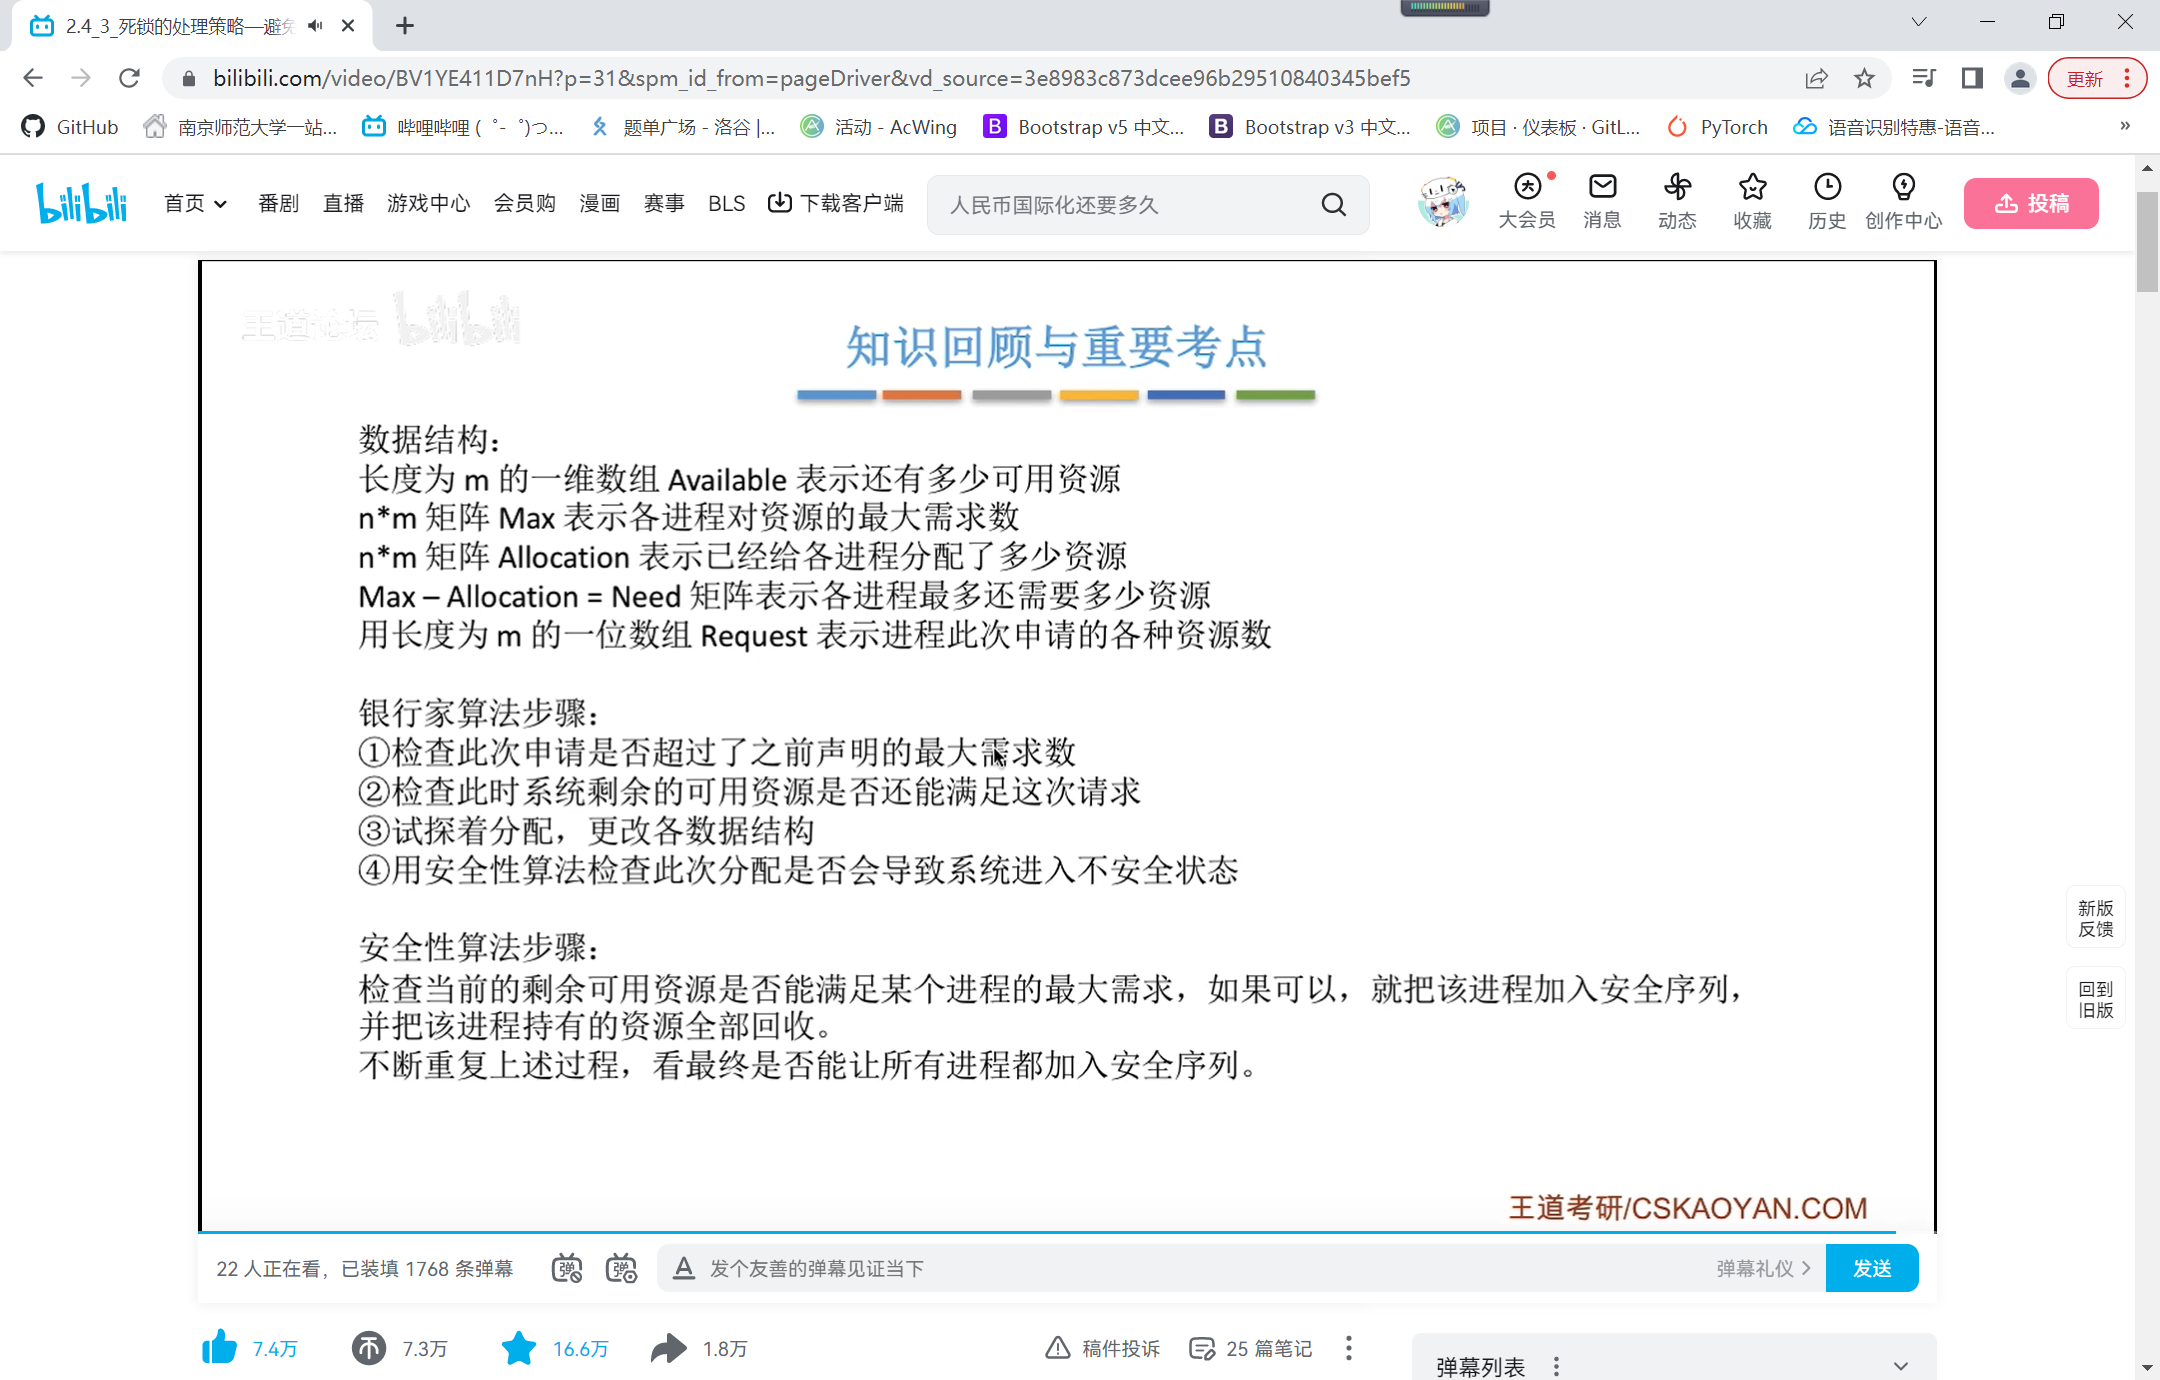 2.4_3_死锁的处理策略—避免
bilibili.com/video/BV1YE411D7nH?p=31&spm_id_from=pageDriver&vd_source=3e8983c873dcee96b29510840345bef5
更新
GitHub 南京师范大学一站... 哔哩哔哩 (゜-゜)つ... 题单广场 - 洛谷 |... 活动 - AcWing Bootstrap v5 中文... Bootstrap v3 中文... 项目 · 仪表板 · GitL... PyTorch 语音识别特惠-语音... »
bilibili 首页 番剧 直播 游戏中心 会员购 漫画 赛事 BLS 下载客户端 人民币国际化还要多久 大会员 消息 动态 收藏 历史 创作中心 投稿
王道论坛 bilibili
知识回顾与重要考点
数据结构：
长度为 m 的一维数组 Available 表示还有多少可用资源
n*m 矩阵 Max 表示各进程对资源的最大需求数
n*m 矩阵 Allocation 表示已经给各进程分配了多少资源
Max – Allocation = Need 矩阵表示各进程最多还需要多少资源
用长度为 m 的一位数组 Request 表示进程此次申请的各种资源数
银行家算法步骤：
①检查此次申请是否超过了之前声明的最大需求数
②检查此时系统剩余的可用资源是否还能满足这次请求
③试探着分配，更改各数据结构
④用安全性算法检查此次分配是否会导致系统进入不安全状态
安全性算法步骤：
检查当前的剩余可用资源是否能满足某个进程的最大需求，如果可以，就把该进程加入安全序列，
并把该进程持有的资源全部回收。
不断重复上述过程，看最终是否能让所有进程都加入安全序列。
王道考研/CSKAOYAN.COM
新版
反馈
回到
旧版
22 人正在看，已装填 1768 条弹幕 发个友善的弹幕见证当下 弹幕礼仪 发送
7.4万 7.3万 16.6万 1.8万 稿件投诉 25 篇笔记
弹幕列表